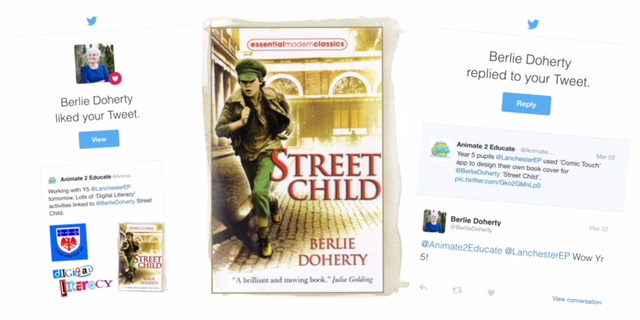 Berlie Doherty
liked your Tweet.
View
Animate 2 Educate @Anima...
Working with Y5 @LanchesterEP
tomorrow. Lots of 'Digital Literacy'
activities linked to @BerlieDoherty Street
Child.
digital
literacy
STREET
CHILD
BERLIE
DOHERTY
essentialmodernclassics
STREET
CHILD
BERLIE
DOHERTY
"A brilliant and moving book." Julia Golding
Berlie Doherty
replied to your Tweet.
Reply
Animate 2 Educate @Animate...
Mar 02
Year 5 pupils @LanchesterEP used 'Comic Touch'
app to design their own book cover for
@BerlieDoherty 'Street Child'.
pic.twitter.com/Gko2GMnLp0
Berlie Doherty
@BerlieDoherty
Mar 02
@Animate2Educate @LanchesterEP Wow Yr
5!
View conversation